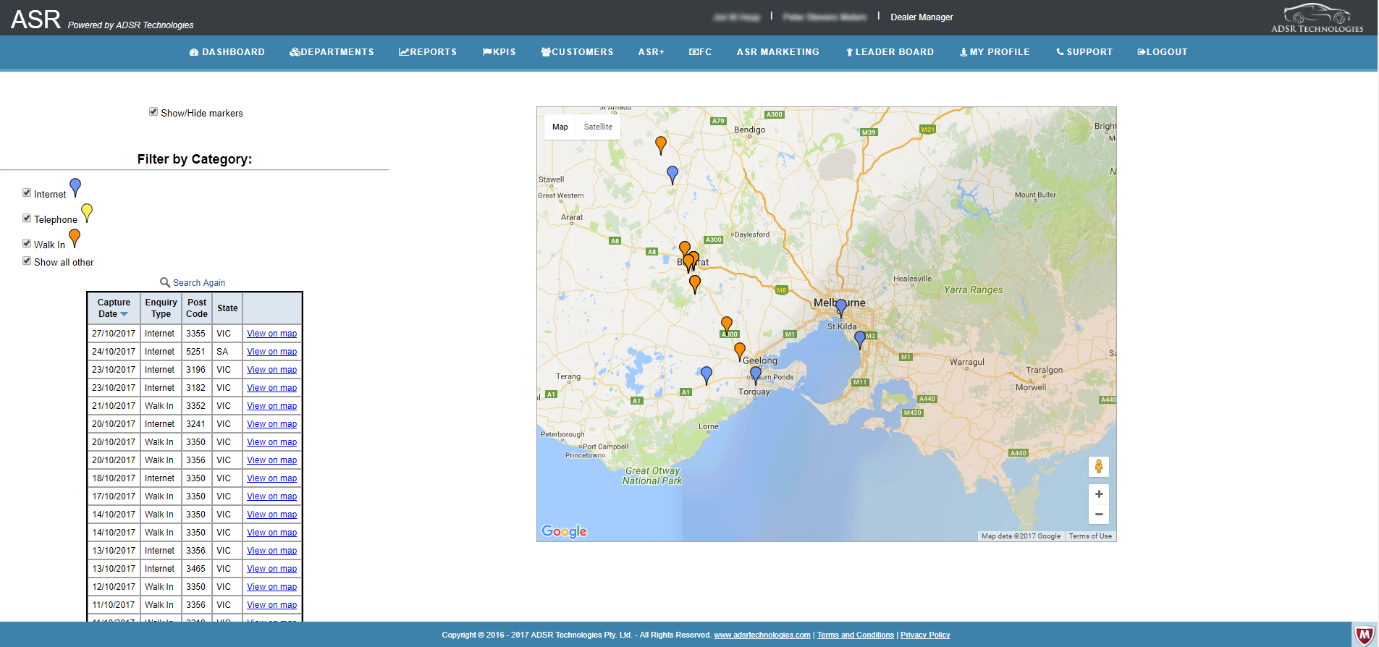 ASR Powered by ADSR Technologies
| | Dealer Manager
ADSR TECHNOLOGIES
DASHBOARD DEPARTMENTS REPORTS KPIS CUSTOMERS ASR+ FC ASR MARKETING LEADER BOARD MY PROFILE SUPPORT LOGOUT
Show/Hide markers
Filter by Category:
Internet
Telephone
Walk In
Show all other
Search Again
Capture Date Enquiry Type Post Code State
27/10/2017 Internet 3355 VIC View on map
24/10/2017 Internet 5251 SA View on map
23/10/2017 Internet 3196 VIC View on map
23/10/2017 Internet 3182 VIC View on map
21/10/2017 Walk In 3352 VIC View on map
20/10/2017 Internet 3241 VIC View on map
20/10/2017 Walk In 3350 VIC View on map
20/10/2017 Walk In 3356 VIC View on map
18/10/2017 Internet 3350 VIC View on map
17/10/2017 Walk In 3350 VIC View on map
14/10/2017 Walk In 3350 VIC View on map
14/10/2017 Walk In 3350 VIC View on map
13/10/2017 Internet 3356 VIC View on map
13/10/2017 Internet 3465 VIC View on map
12/10/2017 Walk In 3350 VIC View on map
11/10/2017 Walk In 3356 VIC View on map
Map Satellite
A79 A300
Bendigo
M39 M31
Stawell
Great Western
Mount Buller
Ararat
Daylesford
A8 A300
A8
Healesville
Yarra Ranges
M8
Melbourne
St Kilda
A300 M1 M3
Geelong
M1
Warragul
Traralgon
Terang
Torquay
M11
Morwell
A1 A1 A1
A440 A440
M420
Lorne
Peterborough
Port Campbell
Princetown
A440
Great Otway
National Park
Google
Map data ©2017 Google Terms of Use
Copyright © 2016 - 2017 ADSR Technologies Pty. Ltd. - All Rights Reserved. www.adsrtechnologies.com | Terms and Conditions | Privacy Policy